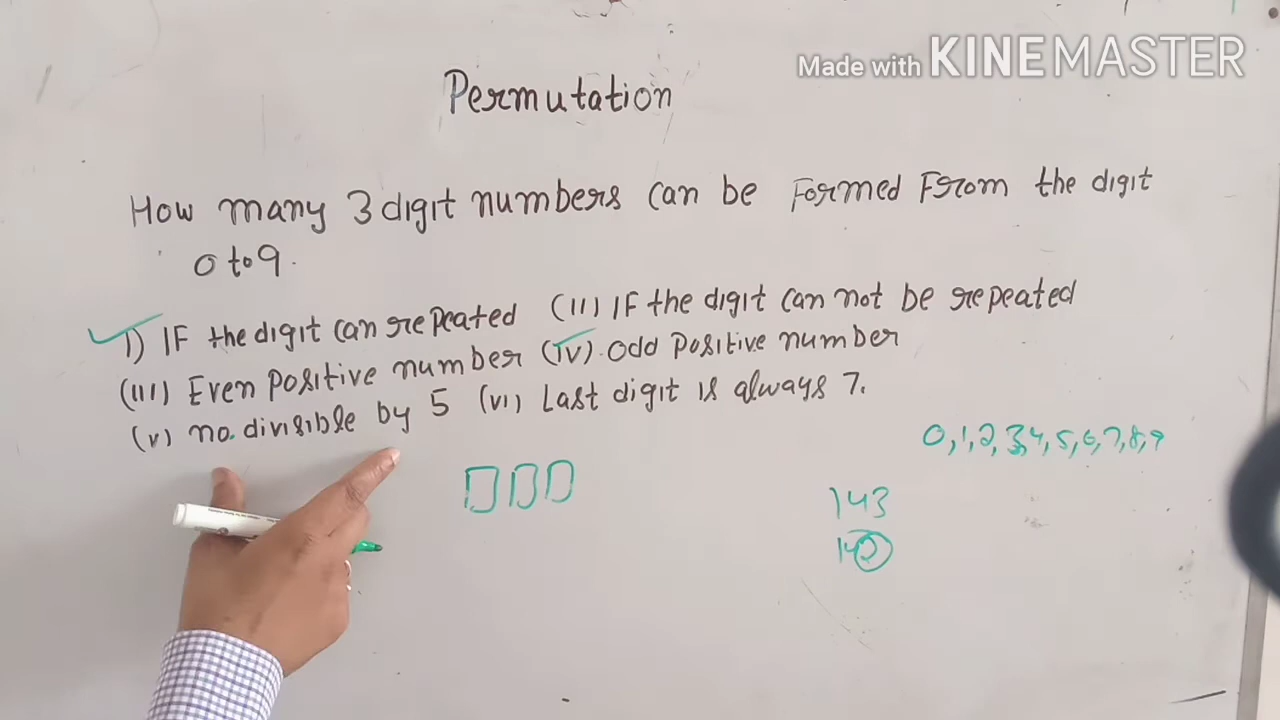 Made with KINEMASTER
Permutation
How many 3 digit numbers can be formed from the digit
0 to 9.
I) IF the digit can repeated (II) IF the digit can not be repeated
(III) Even positive number (IV). Odd positive number
(V) no. divisible by 5 (VI) Last digit is always 7.
0,1,2,3,4,5,6,7,8,9
143